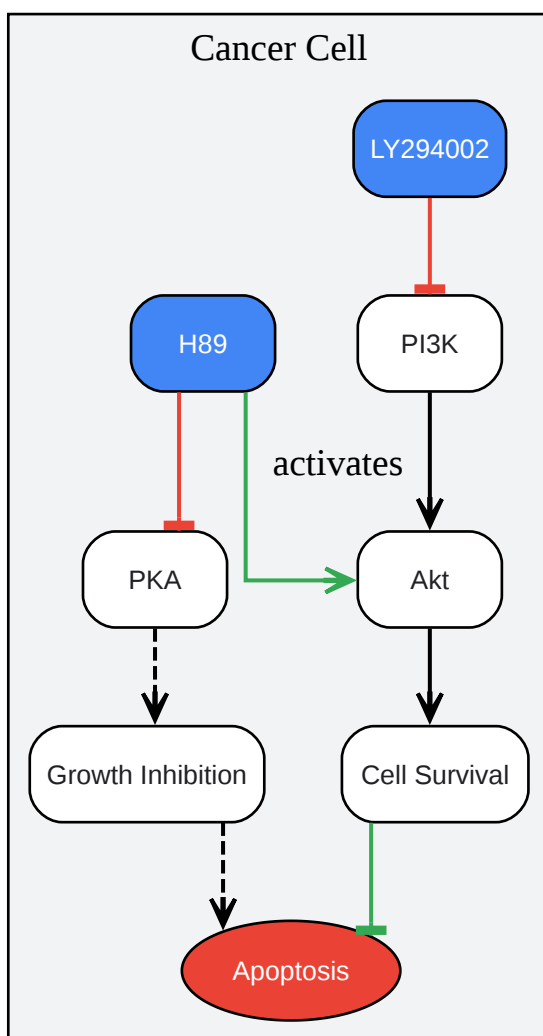 Cancer Cell
LY294002
H89
PI3K
activates
PKA
Akt
Growth Inhibition
Cell Survival
Apoptosis